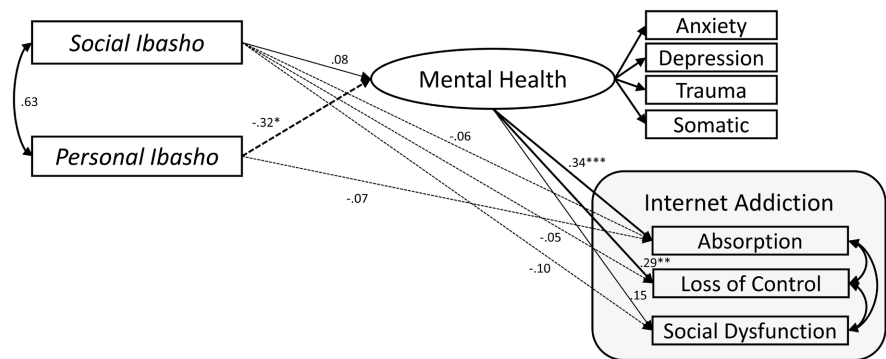 Social Ibasho
Personal Ibasho
.63
.08
-.32*
Mental Health
Anxiety
Depression
Trauma
Somatic
-.06
-.07
-.05
-.10
.34***
.29**
.15
Internet Addiction
Absorption
Loss of Control
Social Dysfunction